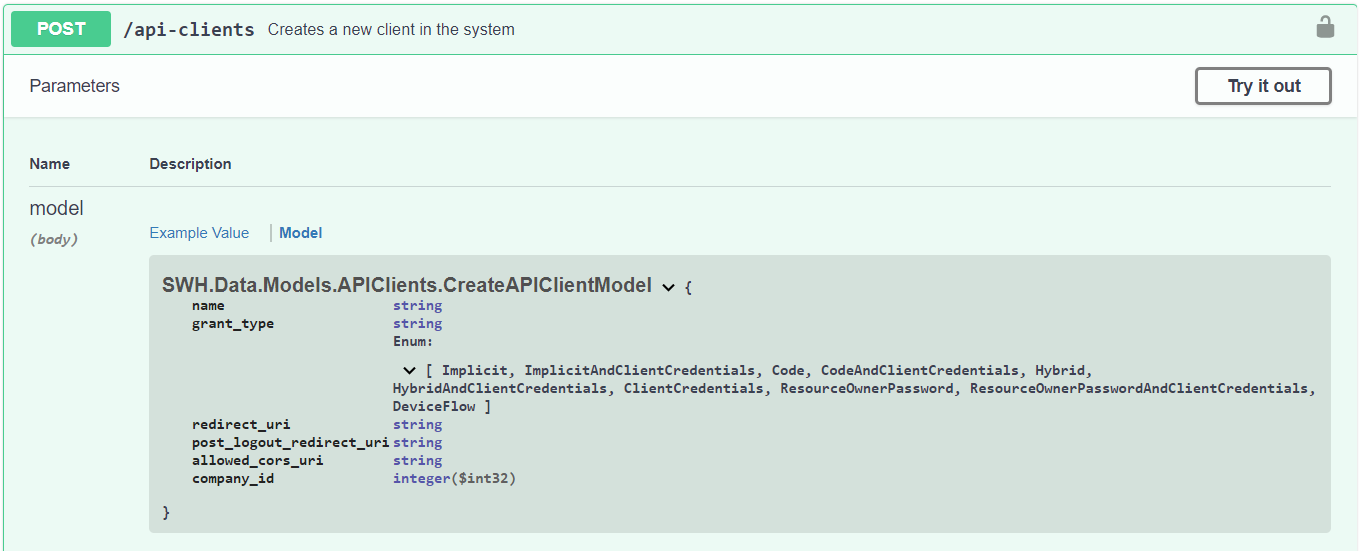 POST /api-clients Creates a new client in the system
Parameters
Try it out
Name Description
model
(body)
Example Value | Model
SWH.Data.Models.APIClients.CreateAPIClientModel {
name string
grant_type string
Enum:
[ Implicit, ImplicitAndClientCredentials, Code, CodeAndClientCredentials, Hybrid,
HybridAndClientCredentials, ClientCredentials, ResourceOwnerPassword, ResourceOwnerPasswordAndClientCredentials,
DeviceFlow ]
redirect_uri string
post_logout_redirect_uri string
allowed_cors_uri string
company_id integer($int32)
}